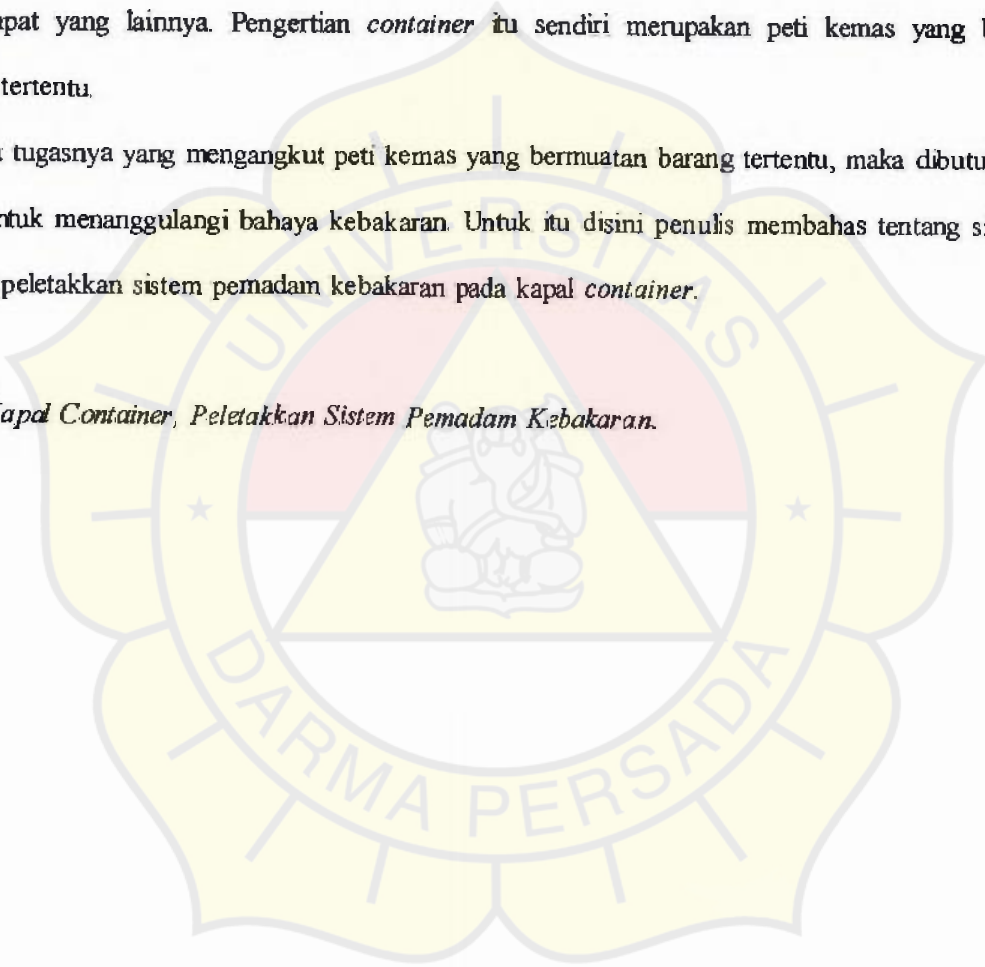 pat yang lainnya. Pengertian container itu sendiri merupakan peti kemas yang
tertentu.
tugasnya yang mengangkut peti kemas yang bermuatan barang tertentu, maka dibutu
ntuk menanggulangi bahaya kebakaran. Untuk itu disini penulis membahas tentang
peletakkan sistem pemadam kebakaran pada kapal container.
apal Container, Peletakkan Sistem Pemadam Kebakaran.
UNIVERSITAS
DARMA PERSADA